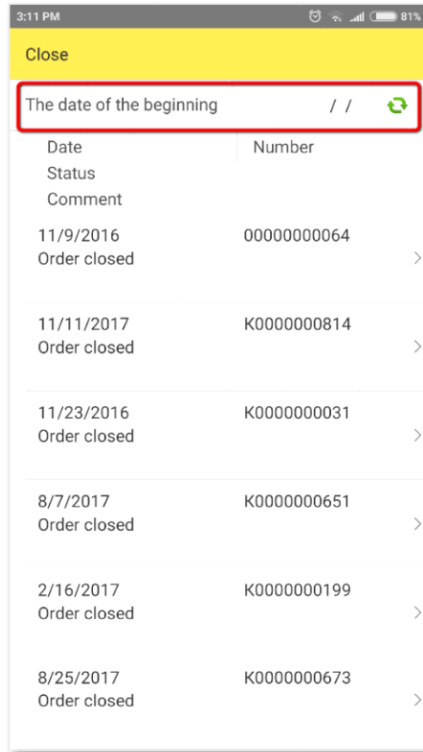 3:11 PM 81%
Close
The date of the beginning / /
Date Number
Status
Comment
11/9/2016 00000000064
Order closed
11/11/2017 K0000000814
Order closed
11/23/2016 K0000000031
Order closed
8/7/2017 K0000000651
Order closed
2/16/2017 K0000000199
Order closed
8/25/2017 K0000000673
Order closed